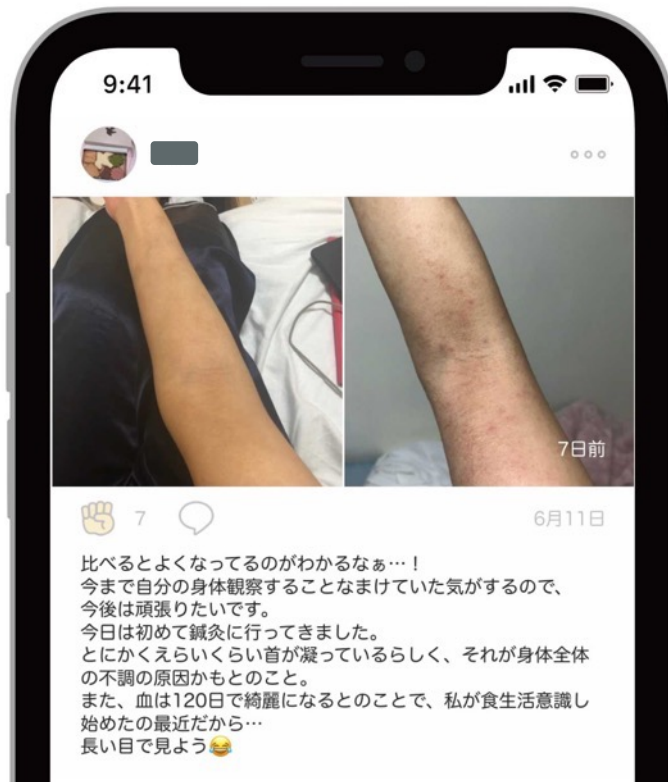 9:41
7日前
7
6月11日
比べるとよくなってるのがわかるなぁ…！
今まで自分の身体観察することなまけていた気がするので、
今後は頑張りたいです。
今日は初めて鍼灸に行ってきました。
とにかくえらいくらい首が凝っているらしく、それが身体全体
の不調の原因かもとのこと。
また、血は120日で綺麗になるとのことで、私が食生活意識し
始めたの最近だから…
長い目で見よう😂